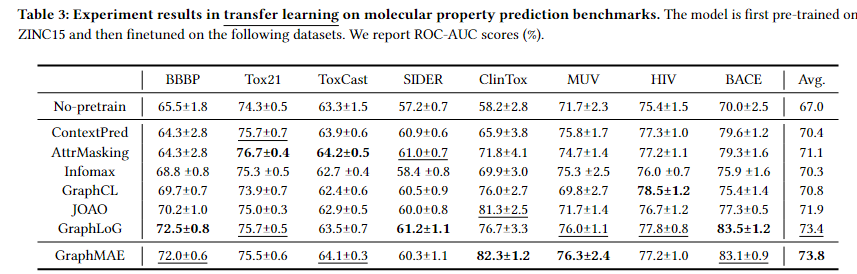 Table 3: Experiment results in transfer learning on molecular property prediction benchmarks. The model is first pre-trained on
ZINC15 and then finetuned on the following datasets. We report ROC-AUC scores (%).
BBBP Tox21 ToxCast SIDER ClinTox MUV HIV BACE Avg.
No-pretrain 65.5±1.8 74.3±0.5 63.3±1.5 57.2±0.7 58.2±2.8 71.7±2.3 75.4±1.5 70.0±2.5 67.0
ContextPred 64.3±2.8 75.7±0.7 63.9±0.6 60.9±0.6 65.9±3.8 75.8±1.7 77.3±1.0 79.6±1.2 70.4
AttrMasking 64.3±2.8 76.7±0.4 64.2±0.5 61.0±0.7 71.8±4.1 74.7±1.4 77.2±1.1 79.3±1.6 71.1
Infomax 68.8 ±0.8 75.3 ±0.5 62.7 ±0.4 58.4 ±0.8 69.9±3.0 75.3 ±2.5 76.0 ±0.7 75.9 ±1.6 70.3
GraphCL 69.7±0.7 73.9±0.7 62.4±0.6 60.5±0.9 76.0±2.7 69.8±2.7 78.5±1.2 75.4±1.4 70.8
JOAO 70.2±1.0 75.0±0.3 62.9±0.5 60.0±0.8 81.3±2.5 71.7±1.4 76.7±1.2 77.3±0.5 71.9
GraphLoG 72.5±0.8 75.7±0.5 63.5±0.7 61.2±1.1 76.7±3.3 76.0±1.1 77.8±0.8 83.5±1.2 73.4
GraphMAE 72.0±0.6 75.5±0.6 64.1±0.3 60.3±1.1 82.3±1.2 76.3±2.4 77.2±1.0 83.1±0.9 73.8